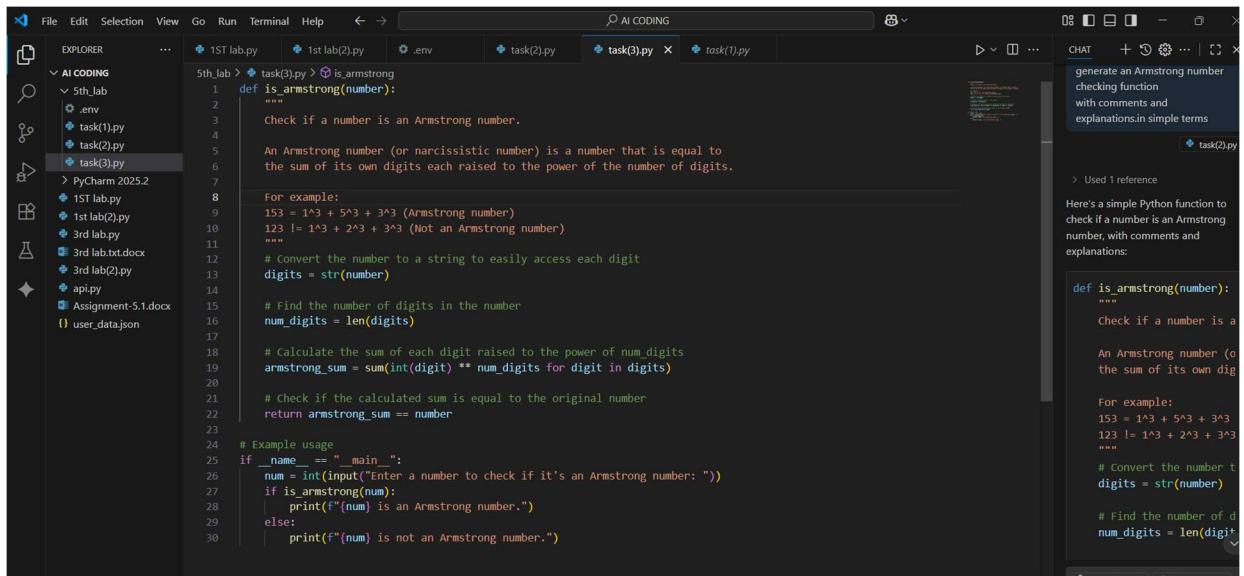 File Edit Selection View Go Run Terminal Help
AI CODING
EXPLORER
AI CODING
5th_lab
.env
task(1).py
task(2).py
task(3).py
PyCharm 2025.2
1ST lab.py
1st lab(2).py
3rd lab.py
3rd lab.txt.docx
3rd lab(2).py
api.py
Assignment-5.1.docx
{} user_data.json
1ST lab.py 1st lab(2).py .env task(2).py task(3).py task(1).py
5th_lab > task(3).py > is_armstrong
1 def is_armstrong(number):
2 """
3 Check if a number is an Armstrong number.
4
5 An Armstrong number (or narcissistic number) is a number that is equal to
6 the sum of its own digits each raised to the power of the number of digits.
7
8 For example:
9 153 = 1^3 + 5^3 + 3^3 (Armstrong number)
10 123 != 1^3 + 2^3 + 3^3 (Not an Armstrong number)
11 """
12 # Convert the number to a string to easily access each digit
13 digits = str(number)
14
15 # Find the number of digits in the number
16 num_digits = len(digits)
17
18 # Calculate the sum of each digit raised to the power of num_digits
19 armstrong_sum = sum(int(digit) ** num_digits for digit in digits)
20
21 # Check if the calculated sum is equal to the original number
22 return armstrong_sum == number
23
24 # Example usage
25 if __name__ == "__main__":
26 num = int(input("Enter a number to check if it's an Armstrong number: "))
27 if is_armstrong(num):
28 print(f"{num} is an Armstrong number.")
29 else:
30 print(f"{num} is not an Armstrong number.")
CHAT
generate an Armstrong number
checking function
with comments and
explanations.in simple terms
task(2).py
> Used 1 reference
Here's a simple Python function to
check if a number is an Armstrong
number, with comments and
explanations:
def is_armstrong(number):
"""
Check if a number is a
An Armstrong number (o
the sum of its own dig
For example:
153 = 1^3 + 5^3 + 3^3
123 != 1^3 + 2^3 + 3^3
"""
# Convert the number t
digits = str(number)
# Find the number of d
num_digits = len(digit